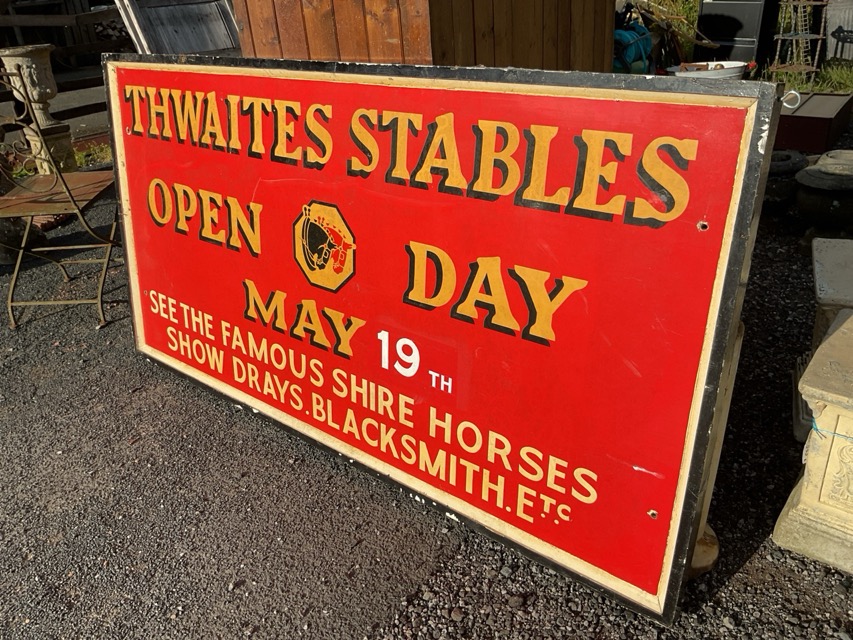 THWAITES STABLES
OPEN DAY
MAY 19TH
SEE THE FAMOUS SHIRE HORSES
SHOW DRAYS.BLACKSMITH.ETC